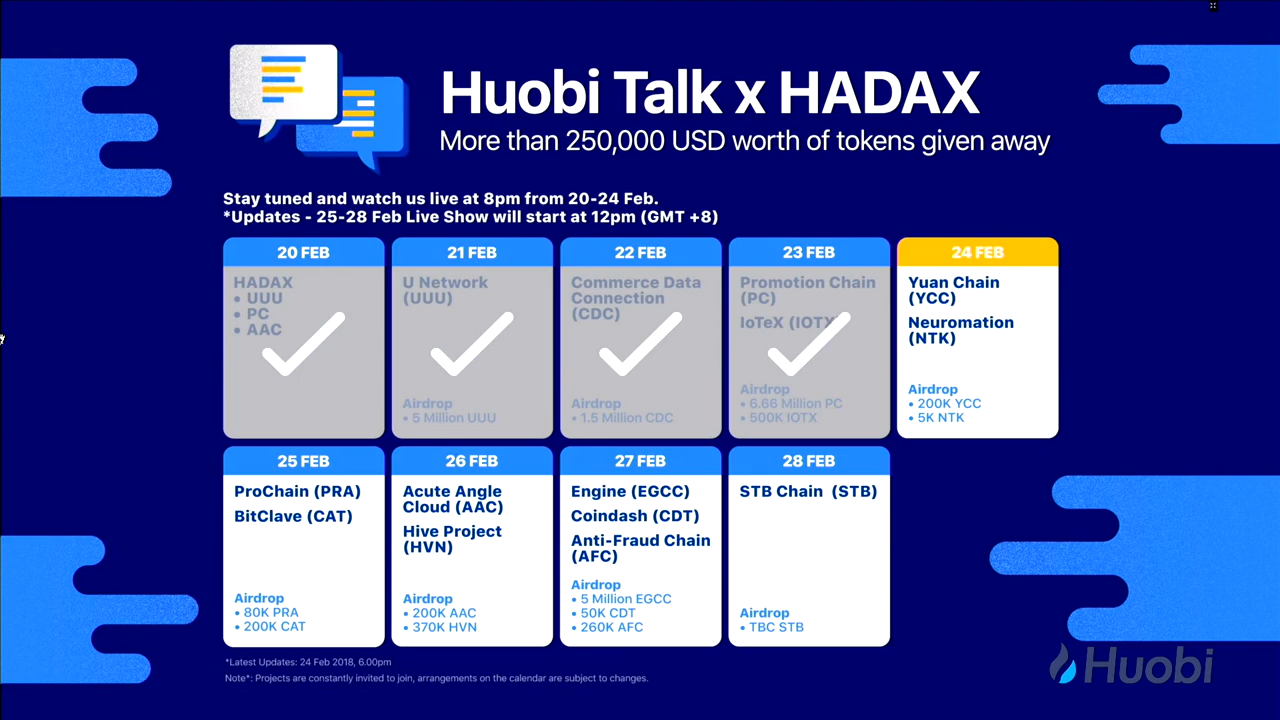 Huobi Talk x HADAX
More than 250,000 USD worth of tokens given away
Stay tuned and watch us live at 8pm from 20-24 Feb.
*Updates - 25-28 Feb Live Show will start at 12pm (GMT +8)
20 FEB
HADAX
• UUU
• PC
• AAC
21 FEB
U Network
(UUU)
Airdrop
• 5 Million UUU
22 FEB
Commerce Data
Connection
(CDC)
Airdrop
• 1.5 Million CDC
23 FEB
Promotion Chain
(PC)
IoTeX (IOTX)
Airdrop
• 6.66 Million PC
• 500K IOTX
24 FEB
Yuan Chain
(YCC)
Neuromation
(NTK)
Airdrop
• 200K YCC
• 5K NTK
25 FEB
ProChain (PRA)
BitClave (CAT)
Airdrop
• 80K PRA
• 200K CAT
26 FEB
Acute Angle
Cloud (AAC)
Hive Project
(HVN)
Airdrop
• 200K AAC
• 370K HVN
27 FEB
Engine (EGCC)
Coindash (CDT)
Anti-Fraud Chain
(AFC)
Airdrop
• 5 Million EGCC
• 50K CDT
• 260K AFC
28 FEB
STB Chain (STB)
Airdrop
• TBC STB
*Latest Updates: 24 Feb 2018, 6.00pm
Note*: Projects are constantly invited to join, arrangements on the calendar are subject to changes.
Huobi